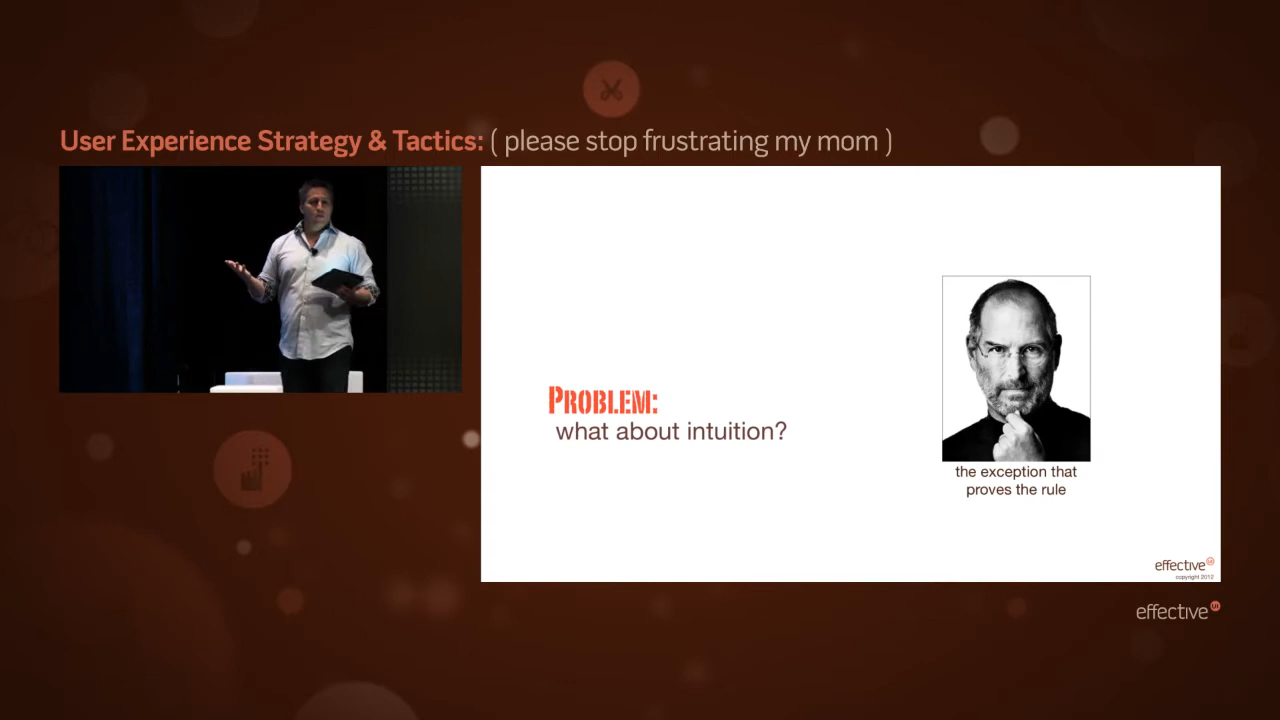 User Experience Strategy & Tactics: ( please stop frustrating my mom )
PROBLEM:
what about intuition?
the exception that
proves the rule
effective UI
copyright 2012
effective UI